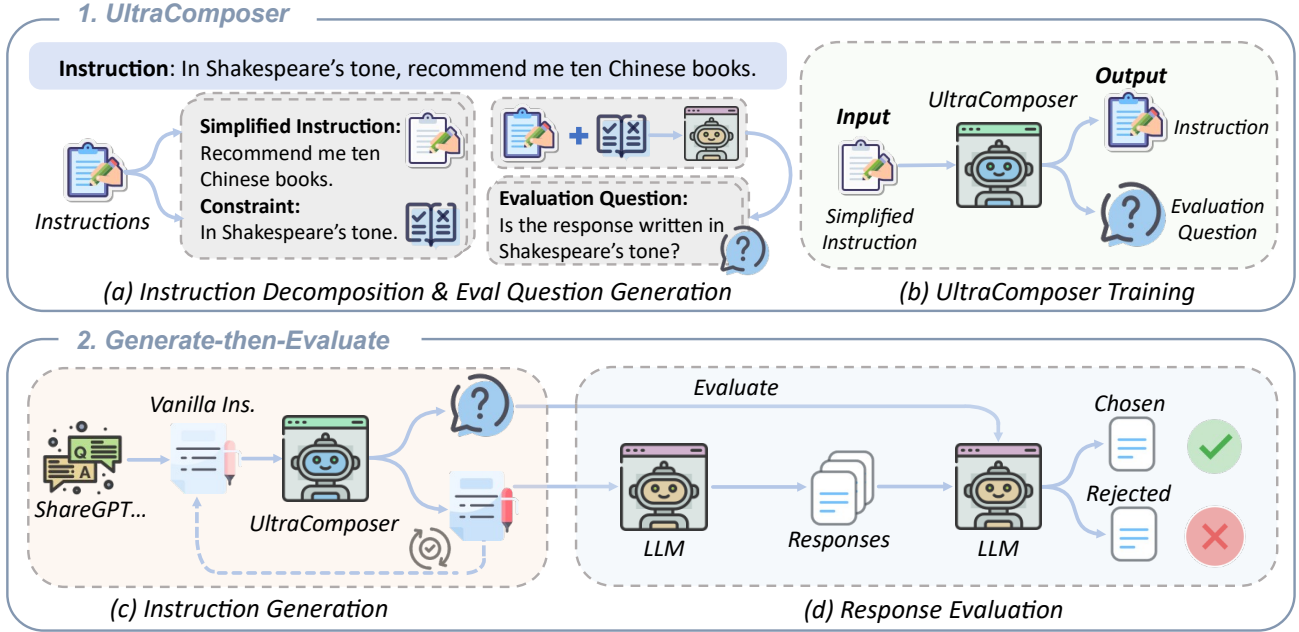 1. UltraComposer
Instruction: In Shakespeare's tone, recommend me ten Chinese books.
Instructions
Simplified Instruction:
Recommend me ten
Chinese books.
Constraint:
In Shakespeare's tone.
Evaluation Question:
Is the response written in
Shakespeare's tone?
(a) Instruction Decomposition & Eval Question Generation
Input
Simplified
Instruction
UltraComposer
Output
Instruction
Evaluation
Question
(b) UltraComposer Training
2. Generate-then-Evaluate
ShareGPT...
Vanilla Ins.
Q
A
UltraComposer
(c) Instruction Generation
Evaluate
LLM
Responses
LLM
Chosen
Rejected
(d) Response Evaluation